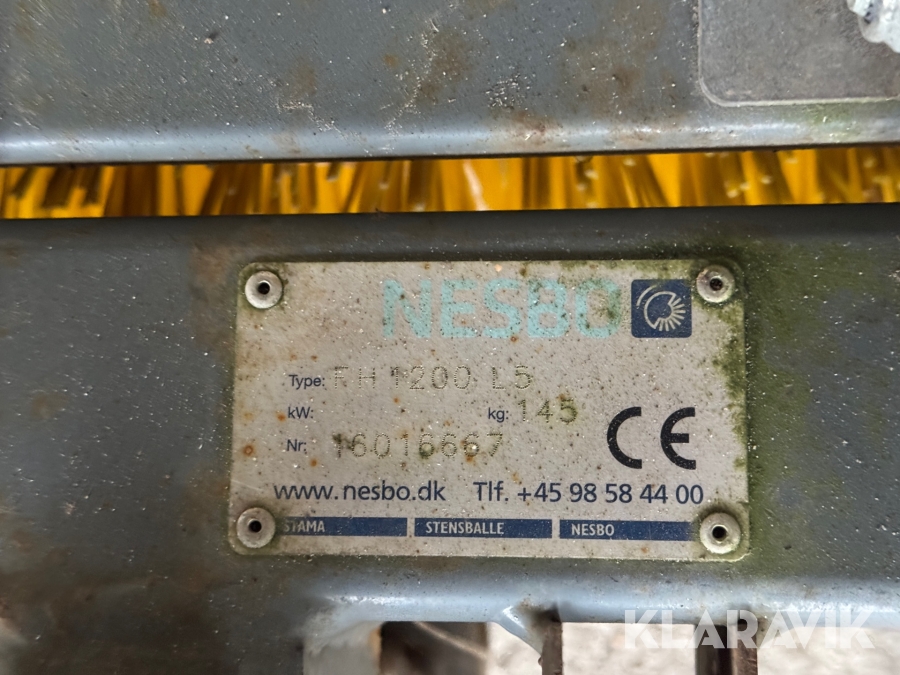 NESBO
Type: FH 1200 L5
kW: kg: 145
Nr: 16016667
www.nesbo.dk Tlf. +45 98 58 44 00
STAMA STENSBALLE NESBO
CE
KLARAVIK